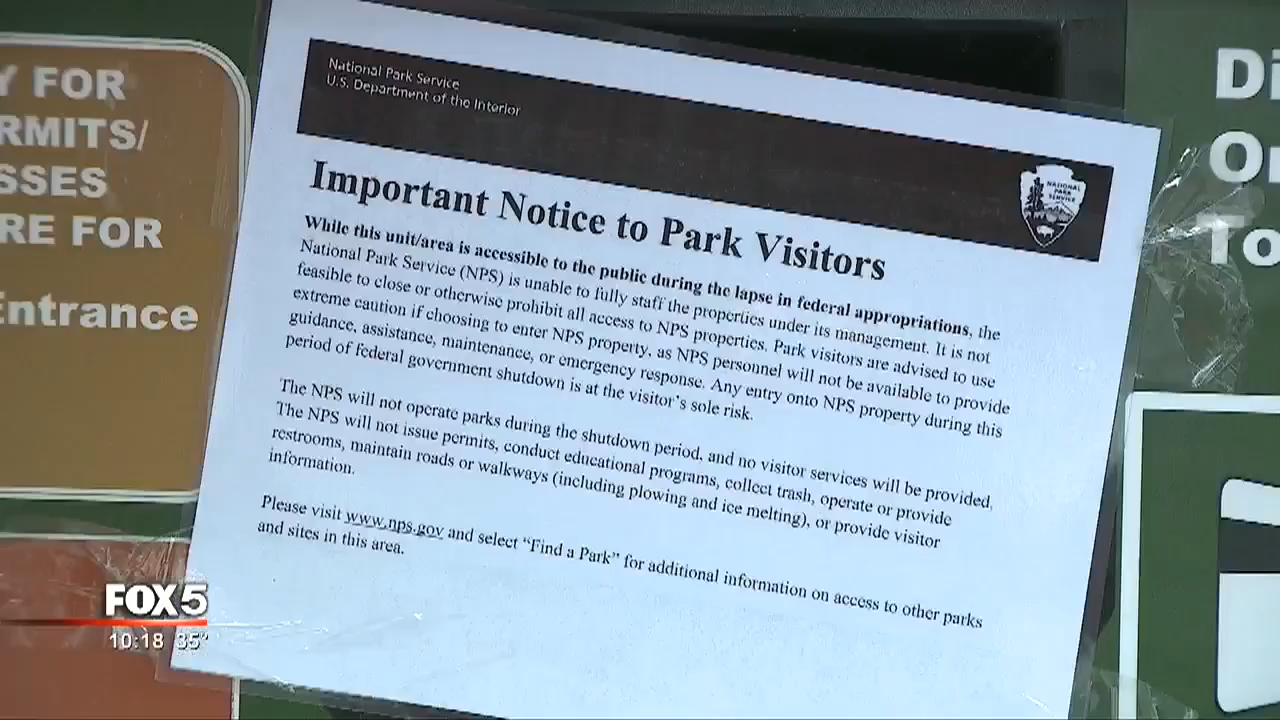 Y FOR
RMITS/
SSES
RE FOR
Entrance
National Park Service
U.S. Department of the Interior
NATIONAL
PARK
SERVICE
Important Notice to Park Visitors
While this unit/area is accessible to the public during the lapse in federal appropriations, the
National Park Service (NPS) is unable to fully staff the properties under its management. It is not
feasible to close or otherwise prohibit all access to NPS properties. Park visitors are advised to use
extreme caution if choosing to enter NPS property, as NPS personnel will not be available to provide
guidance, assistance, maintenance, or emergency response. Any entry onto NPS property during this
period of federal government shutdown is at the visitor's sole risk.
The NPS will not operate parks during the shutdown period, and no visitor services will be provided,
The NPS will not issue permits, conduct educational programs, collect trash, operate or provide
restrooms, maintain roads or walkways (including plowing and ice melting), or provide visitor
information.
Please visit www.nps.gov and select “Find a Park” for additional information on access to other parks
and sites in this area.
Di
Or
To
FOX 5
10:18 35°